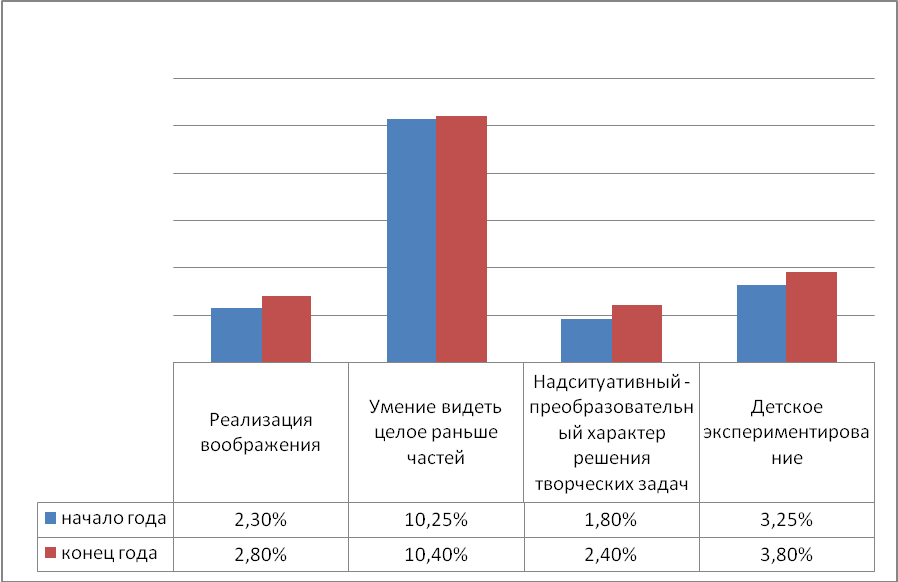 Реализация
воображения
Умение видеть
целое раньше
частей
Надситуативный -
преобразовательн
ый характер
решения
творческих задач
Детское
экспериментирова
ние
начало года 2,30% 10,25% 1,80% 3,25%
конец года 2,80% 10,40% 2,40% 3,80%